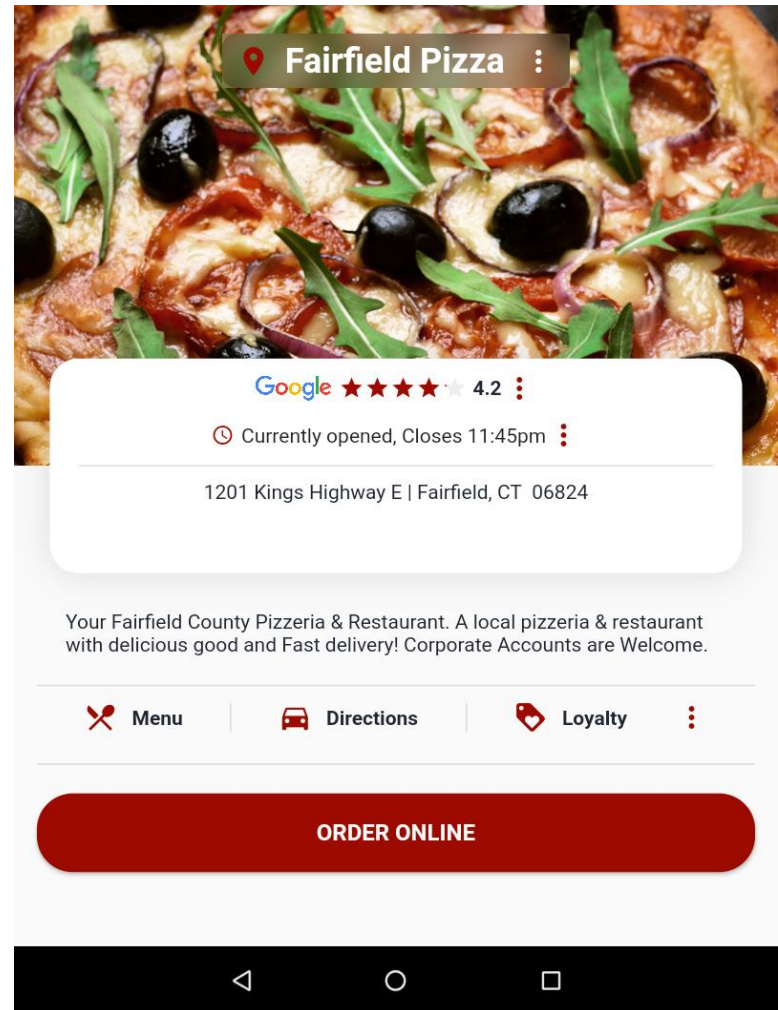 Fairfield Pizza
Google 4.2
Currently opened, Closes 11:45pm
1201 Kings Highway E | Fairfield, CT  06824
Your Fairfield County Pizzeria & Restaurant. A local pizzeria & restaurant
with delicious good and Fast delivery! Corporate Accounts are Welcome.
Menu Directions Loyalty
ORDER ONLINE